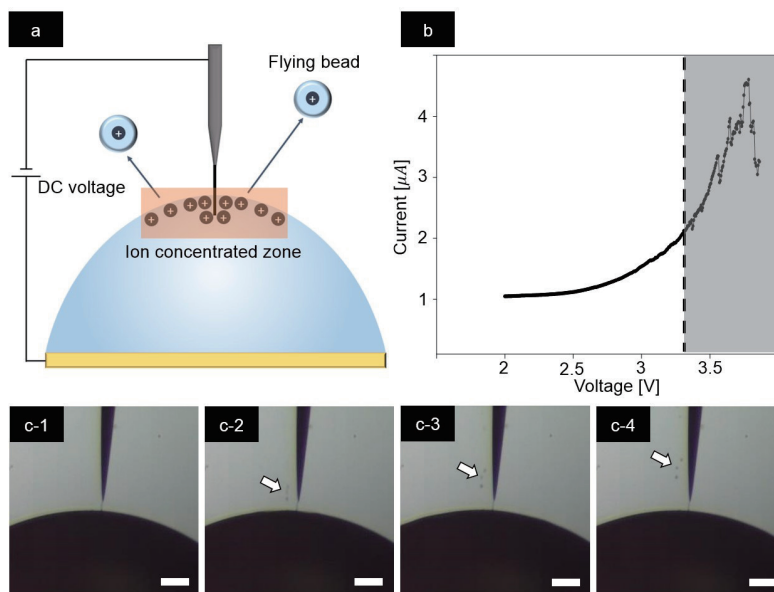 a
Flying bead
DC voltage
Ion concentrated zone
b
Current [μA]
4
3
2
1
2
2.5
3
3.5
Voltage [V]
c-1
c-2
c-3
c-4